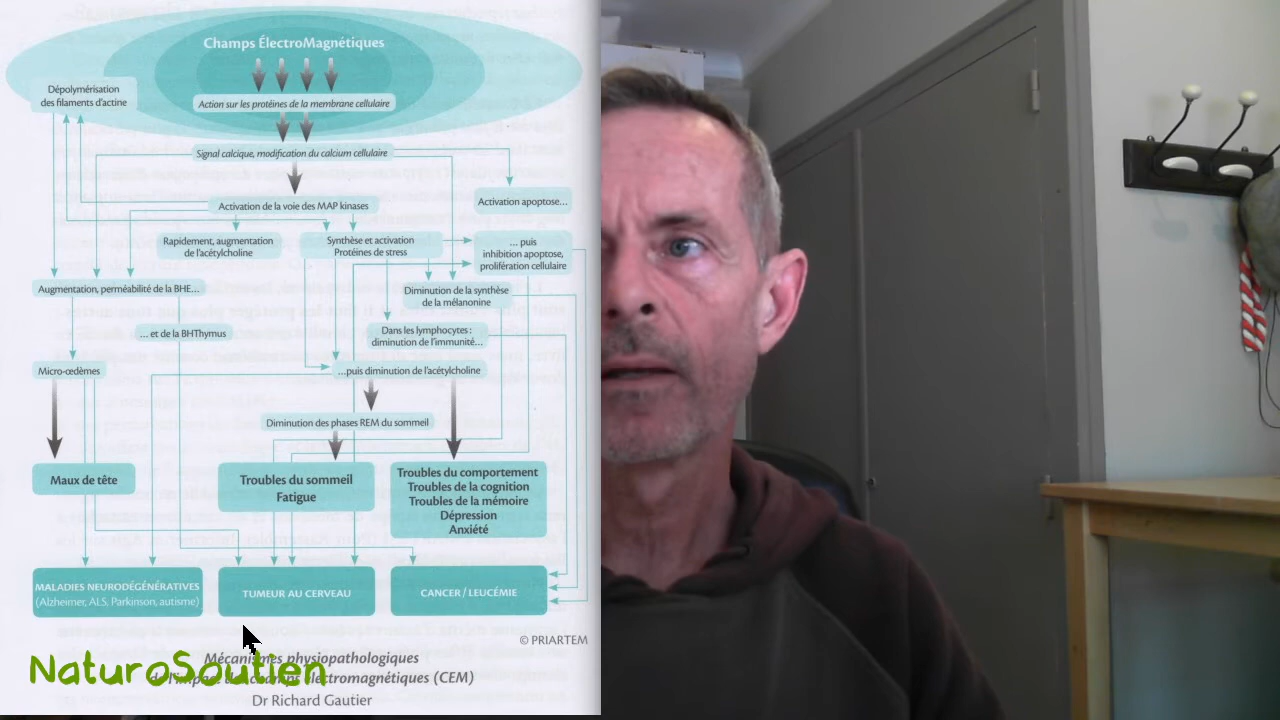 Champs ÉlectroMagnétiques
Dépolymérisation
des filaments d'actine
Action sur les protéines de la membrane cellulaire
Signal calcique, modification du calcium cellulaire
Activation apoptose...
Activation de la voie des MAP kinases
Rapidement, augmentation
de l'acétylcholine
Synthèse et activation
Protéines de stress
... puis
inhibition apoptose,
prolifération cellulaire
Augmentation, perméabilité de la BHE...
Diminution de la synthèse
de la mélanonine
... et de la BHThymus
Dans les lymphocytes :
diminution de l'immunité...
Micro-œdèmes
...puis diminution de l'acétylcholine
Diminution des phases REM du sommeil
Maux de tête
Troubles du sommeil
Fatigue
Troubles du comportement
Troubles de la cognition
Troubles de la mémoire
Dépression
Anxiété
MALADIES NEURODÉGÉNÉRATIVES
(Alzheimer, ALS, Parkinson, autisme)
TUMEUR AU CERVEAU
CANCER / LEUCÉMIE
© PRIARTEM
Mécanismes physiopathologiques
NaturoSoutien
de l'impact des champs électromagnétiques (CEM)
Dr Richard Gautier